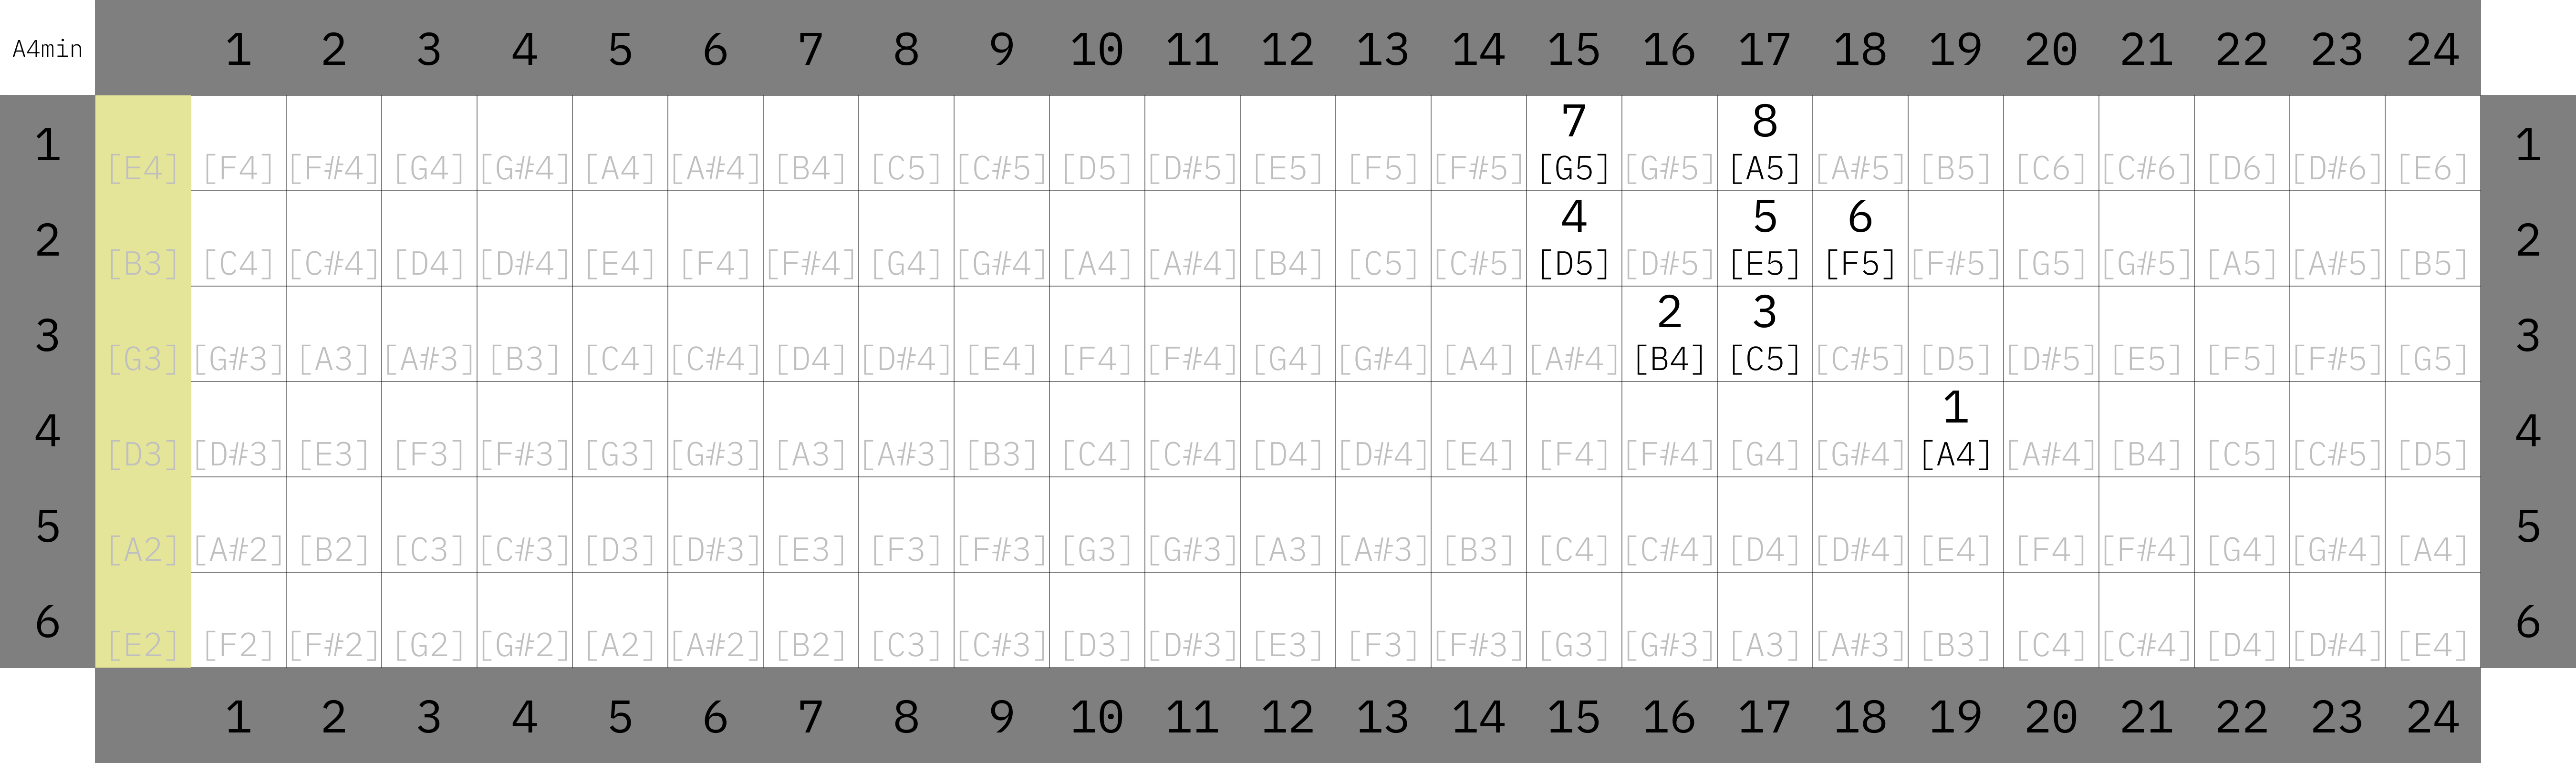 A4min 1 2 3 4 5 6 7 8 9 10 11 12 13 14 15 16 17 18 19 20 21 22 23 24
7 8
1 [E4] [F4] [F#4] [G4] [G#4] [A4] [A#4] [B4] [C5] [C#5] [D5] [D#5] [E5] [F5] [F#5] [G5] [G#5] [A5] [A#5] [B5] [C6] [C#6] [D6] [D#6] [E6] 1
4 5 6
2 [B3] [C4] [C#4] [D4] [D#4] [E4] [F4] [F#4] [G4] [G#4] [A4] [A#4] [B4] [C5] [C#5] [D5] [D#5] [E5] [F5] [F#5] [G5] [G#5] [A5] [A#5] [B5] 2
2 3
3 [G3] [G#3] [A3] [A#3] [B3] [C4] [C#4] [D4] [D#4] [E4] [F4] [F#4] [G4] [G#4] [A4] [A#4] [B4] [C5] [C#5] [D5] [D#5] [E5] [F5] [F#5] [G5] 3
1
4 [D3] [D#3] [E3] [F3] [F#3] [G3] [G#3] [A3] [A#3] [B3] [C4] [C#4] [D4] [D#4] [E4] [F4] [F#4] [G4] [G#4] [A4] [A#4] [B4] [C5] [C#5] [D5] 4
5 [A2] [A#2] [B2] [C3] [C#3] [D3] [D#3] [E3] [F3] [F#3] [G3] [G#3] [A3] [A#3] [B3] [C4] [C#4] [D4] [D#4] [E4] [F4] [F#4] [G4] [G#4] [A4] 5
6 [E2] [F2] [F#2] [G2] [G#2] [A2] [A#2] [B2] [C3] [C#3] [D3] [D#3] [E3] [F3] [F#3] [G3] [G#3] [A3] [A#3] [B3] [C4] [C#4] [D4] [D#4] [E4] 6
1 2 3 4 5 6 7 8 9 10 11 12 13 14 15 16 17 18 19 20 21 22 23 24